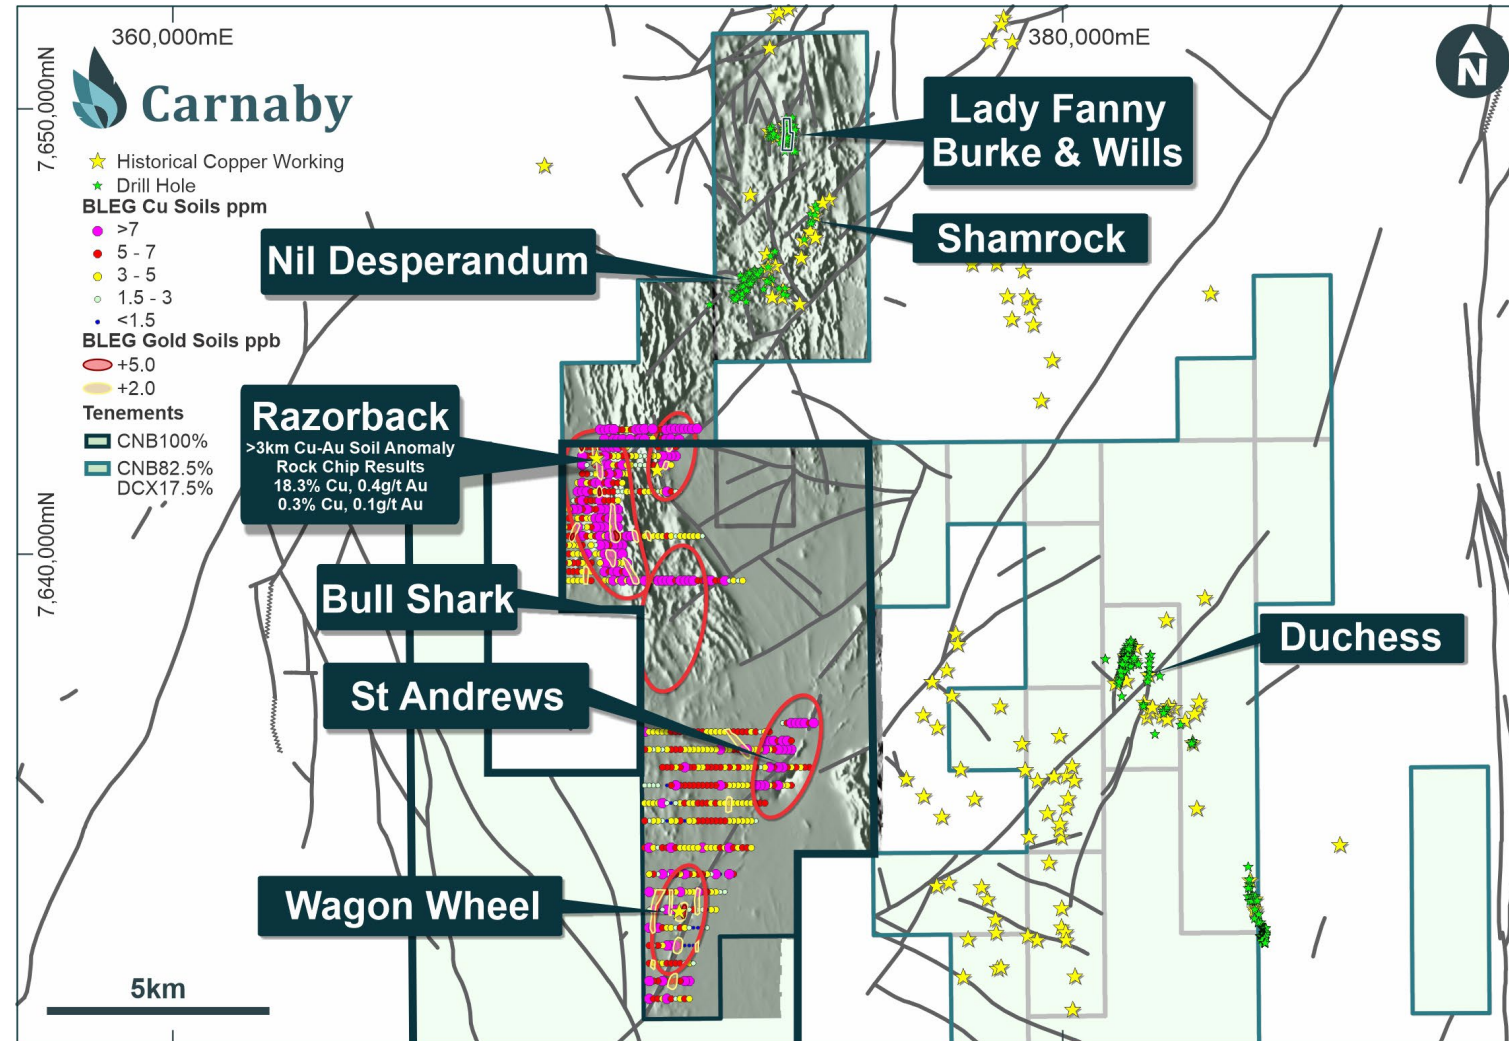 360,000mE
380,000mE
7,650,000mN
7,640,000mN
N
Carnaby
Historical Copper Working
Drill Hole
BLEG Cu Soils ppm
>7
5 - 7
3 - 5
1.5 - 3
<1.5
BLEG Gold Soils ppb
+5.0
+2.0
Tenements
CNB100%
CNB82.5%
DCX17.5%
Lady Fanny
Burke & Wills
Shamrock
Nil Desperandum
Razorback
>3km Cu-Au Soil Anomaly
Rock Chip Results
18.3% Cu, 0.4g/t Au
0.3% Cu, 0.1g/t Au
Bull Shark
St Andrews
Duchess
Wagon Wheel
5km